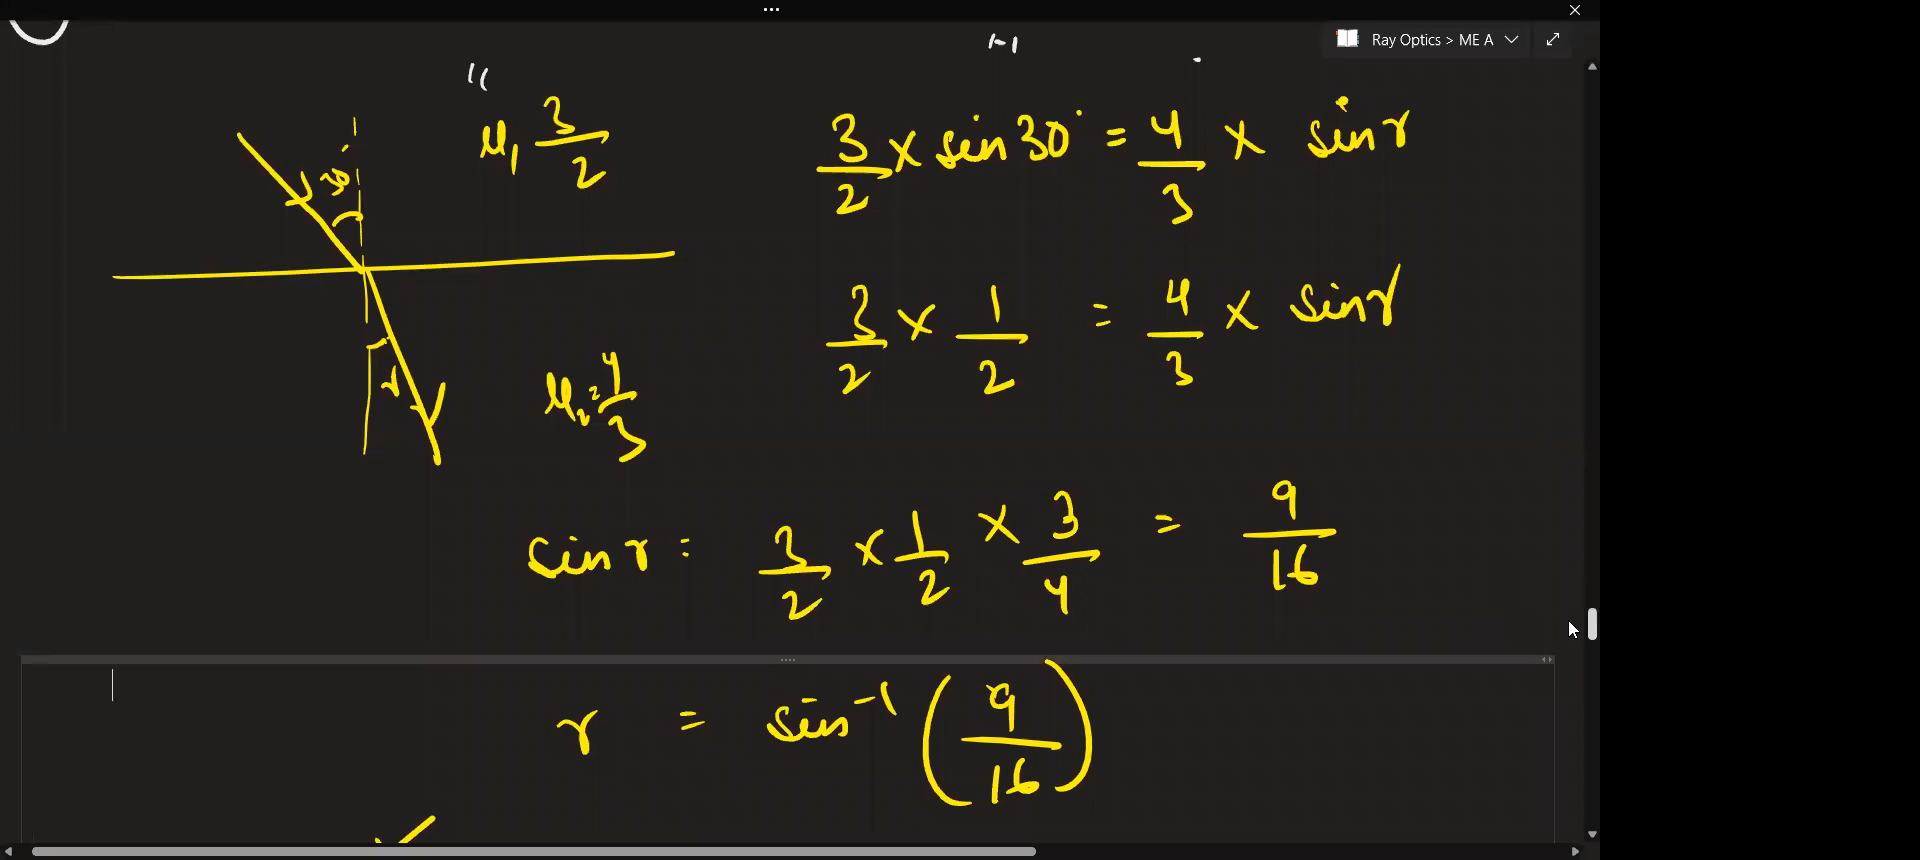 Ray Optics > ME A
μ₁ 3/2
3/2 × sin 30° = 4/3 × sin r
30°
3/2 × 1/2 = 4/3 × sin r
r
μ₂ = 4/3
sin r = 3/2 × 1/2 × 3/4 = 9/16
r = sin⁻¹ (9/16)